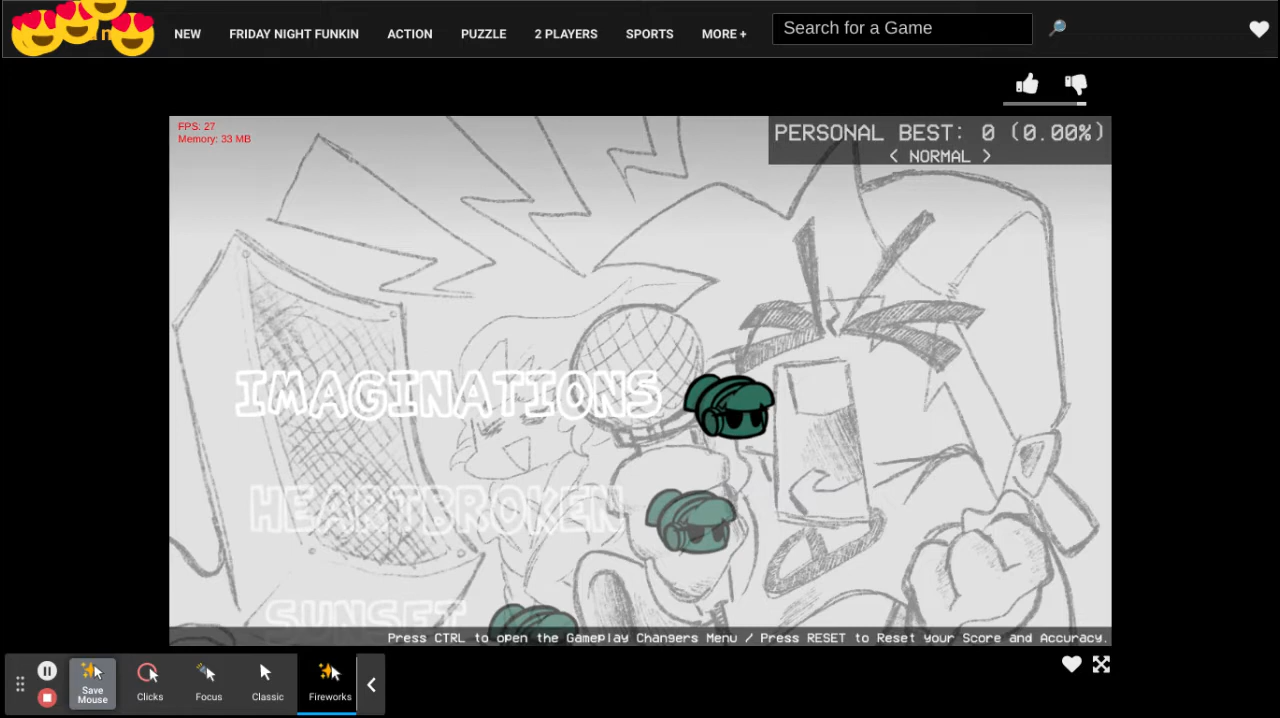 NEW
FRIDAY NIGHT FUNKIN
ACTION
PUZZLE
2 PLAYERS
SPORTS
MORE +
Search for a Game
FPS: 27
Memory: 33 MB
PERSONAL BEST: 0 (0.00%)
< NORMAL >
IMAGINATIONS
HEARTBROKEN
SUNSET
Press CTRL to open the Gameplay Changers Menu / Press RESET to Reset your Score and Accuracy.
Save Mouse
Clicks
Focus
Classic
Fireworks